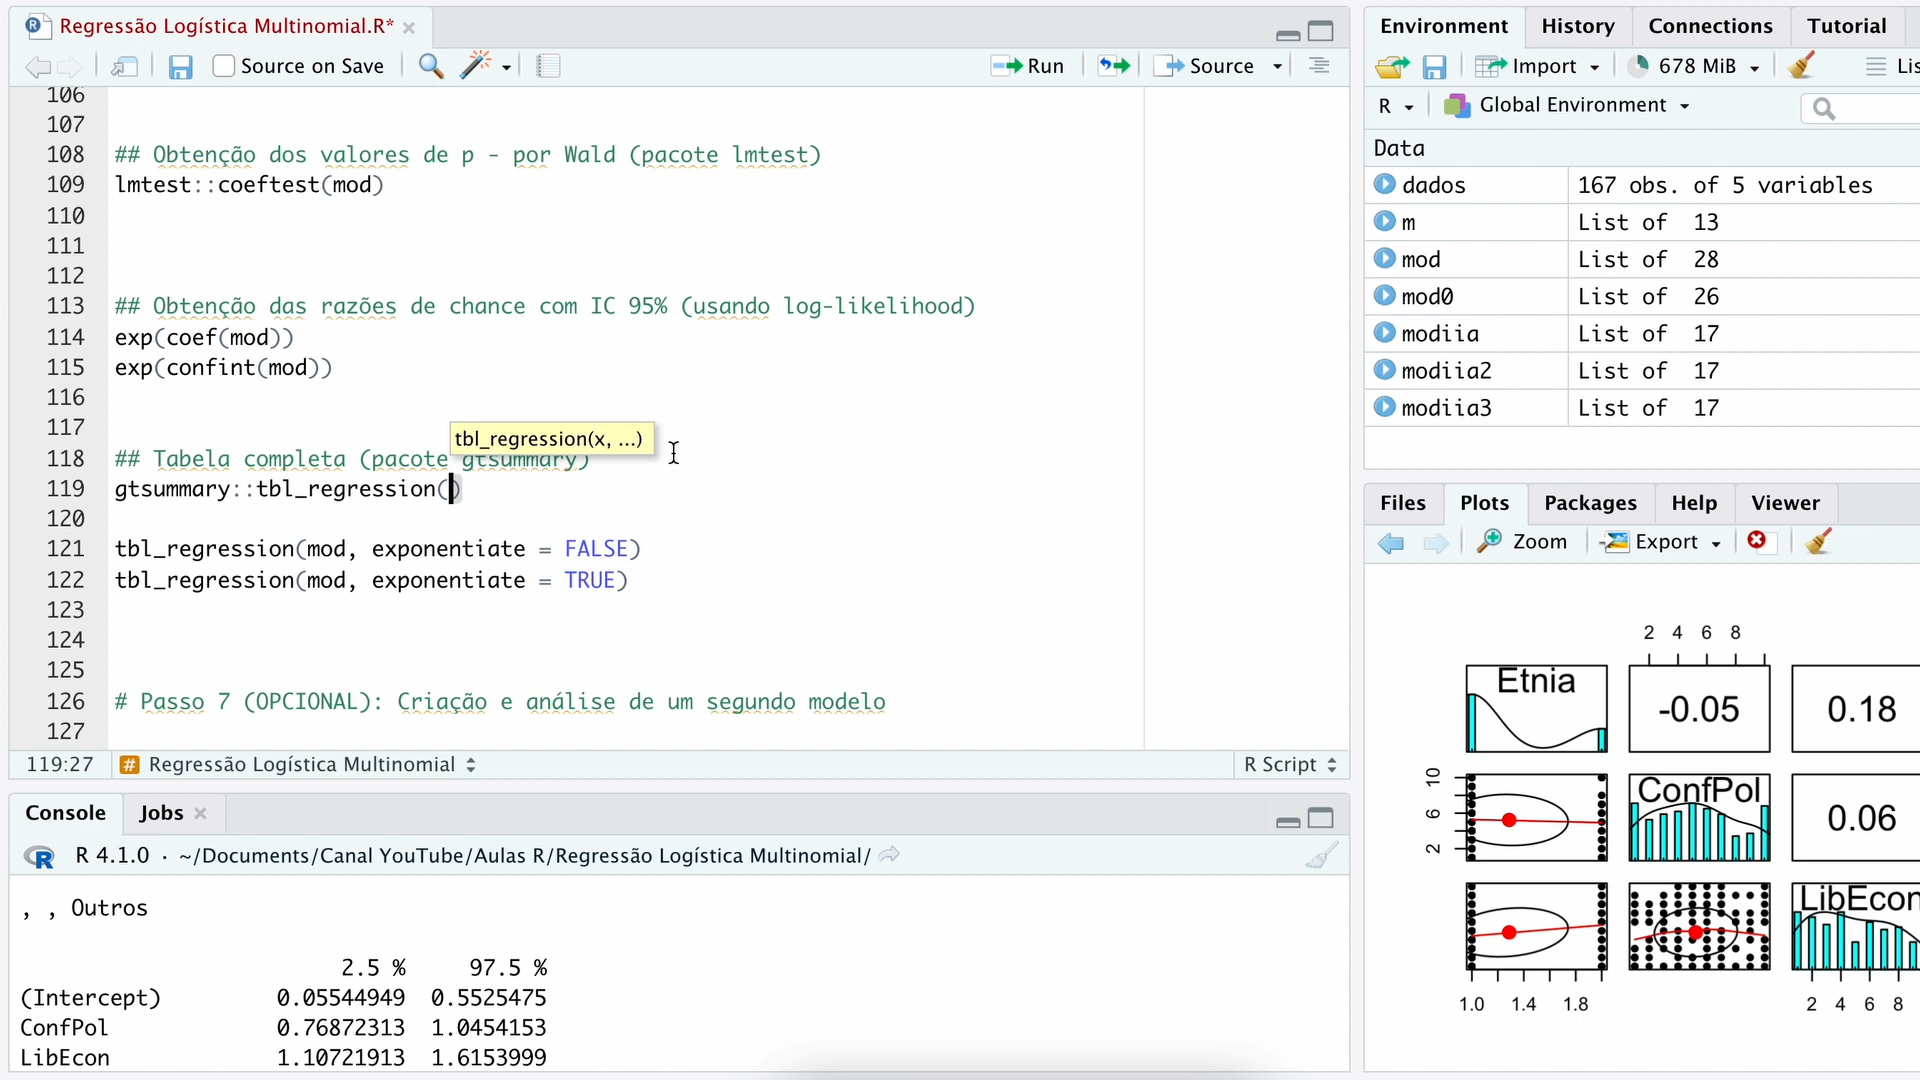 Regressão Logística Multinomial.R*
Source on Save
Run
Source
106
107
108 ## Obtenção dos valores de p - por Wald (pacote lmtest)
109 lmtest::coeftest(mod)
110
111
112
113 ## Obtenção das razões de chance com IC 95% (usando log-likelihood)
114 exp(coef(mod))
115 exp(confint(mod))
116
117
tbl_regression(x, ...)
118 ## Tabela completa (pacote gtsummary)
119 gtsummary::tbl_regression()
120
121 tbl_regression(mod, exponentiate = FALSE)
122 tbl_regression(mod, exponentiate = TRUE)
123
124
125
126 # Passo 7 (OPCIONAL): Criação e análise de um segundo modelo
127
119:27 # Regressão Logística Multinomial R Script
Console Jobs
R 4.1.0 · ~/Documents/Canal YouTube/Aulas R/Regressão Logística Multinomial/
, , Outros
2.5 % 97.5 %
(Intercept) 0.05544949 0.5525475
ConfPol 0.76872313 1.0454153
LibEcon 1.10721913 1.6153999
Environment History Connections Tutorial
Import 678 MiB Lis
R Global Environment
Data
dados 167 obs. of 5 variables
m List of 13
mod List of 28
mod0 List of 26
modiia List of 17
modiia2 List of 17
modiia3 List of 17
Files Plots Packages Help Viewer
Zoom Export
2 4 6 8
Etnia -0.05 0.18
10
6
2
ConfPol 0.06
LibEcon
1.0 1.4 1.8 2 4 6 8